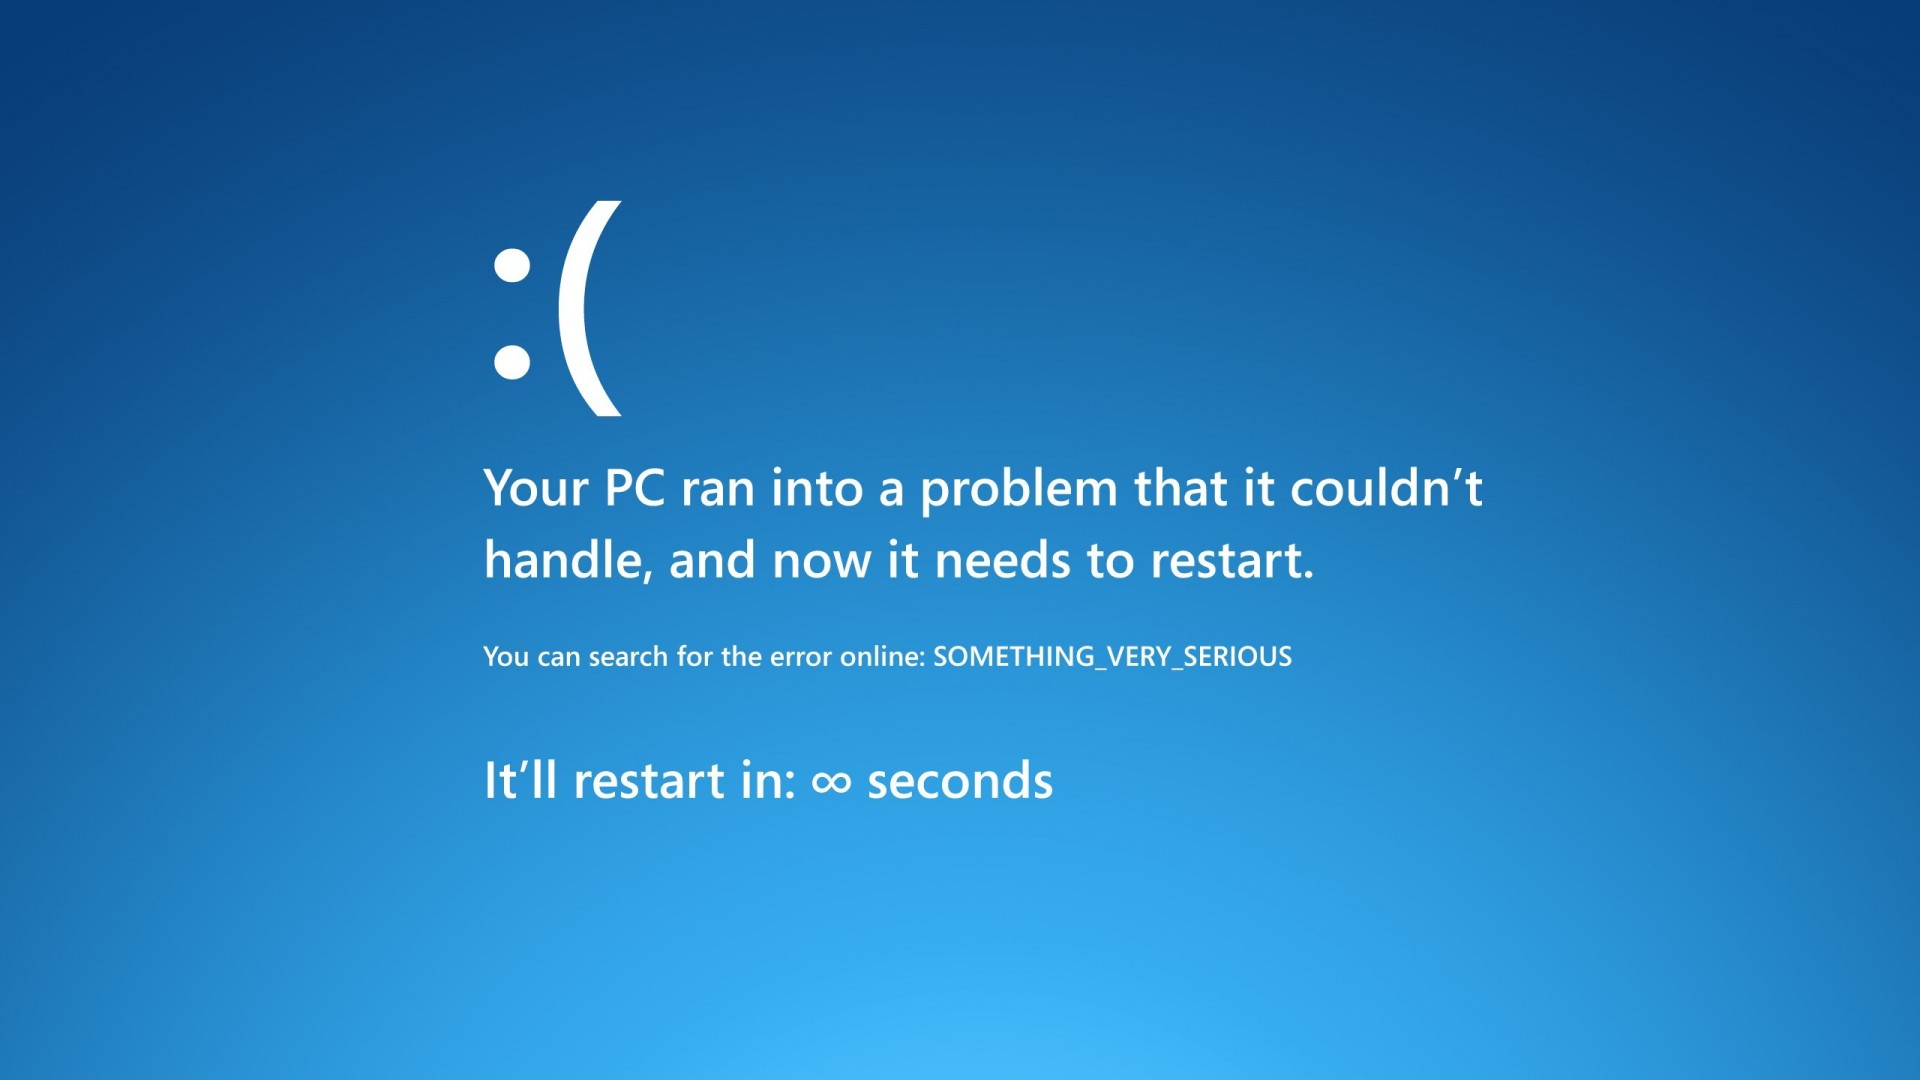 :(
Your PC ran into a problem that it couldn’t
handle, and now it needs to restart.
You can search for the error online: SOMETHING_VERY_SERIOUS
It’ll restart in: ∞ seconds